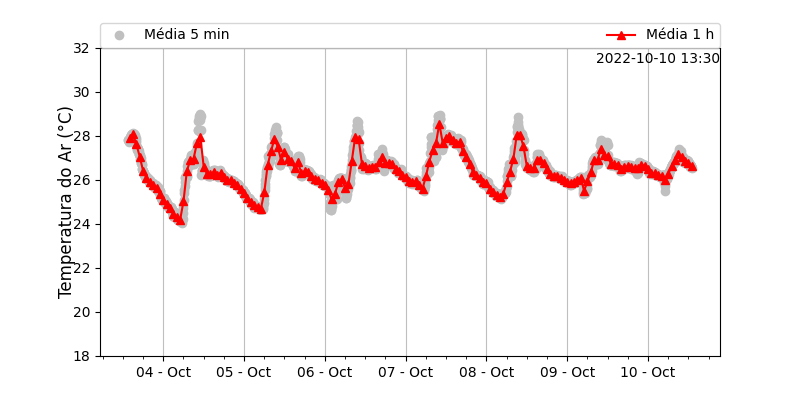 Média 5 min
Média 1 h
2022-10-10 13:30
Temperatura do Ar (°C)
32
30
28
26
24
22
20
18
04 - Oct
05 - Oct
06 - Oct
07 - Oct
08 - Oct
09 - Oct
10 - Oct